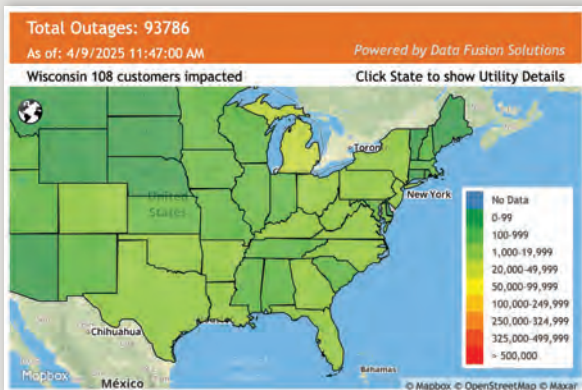 Total Outages: 93786
As of: 4/9/2025 11:47:00 AM
Powered by Data Fusion Solutions
Wisconsin 108 customers impacted
Click State to show Utility Details
Toron
New York
United
States
No Data
0-99
100-999
1,000-19,999
20,000-49,999
50,000-99,999
100,000-249,999
250,000-324,999
325,000-499,999
> 500,000
Chihuahua
México
Bahamas
Mapbox
© Mapbox © OpenStreetMap © Maxar